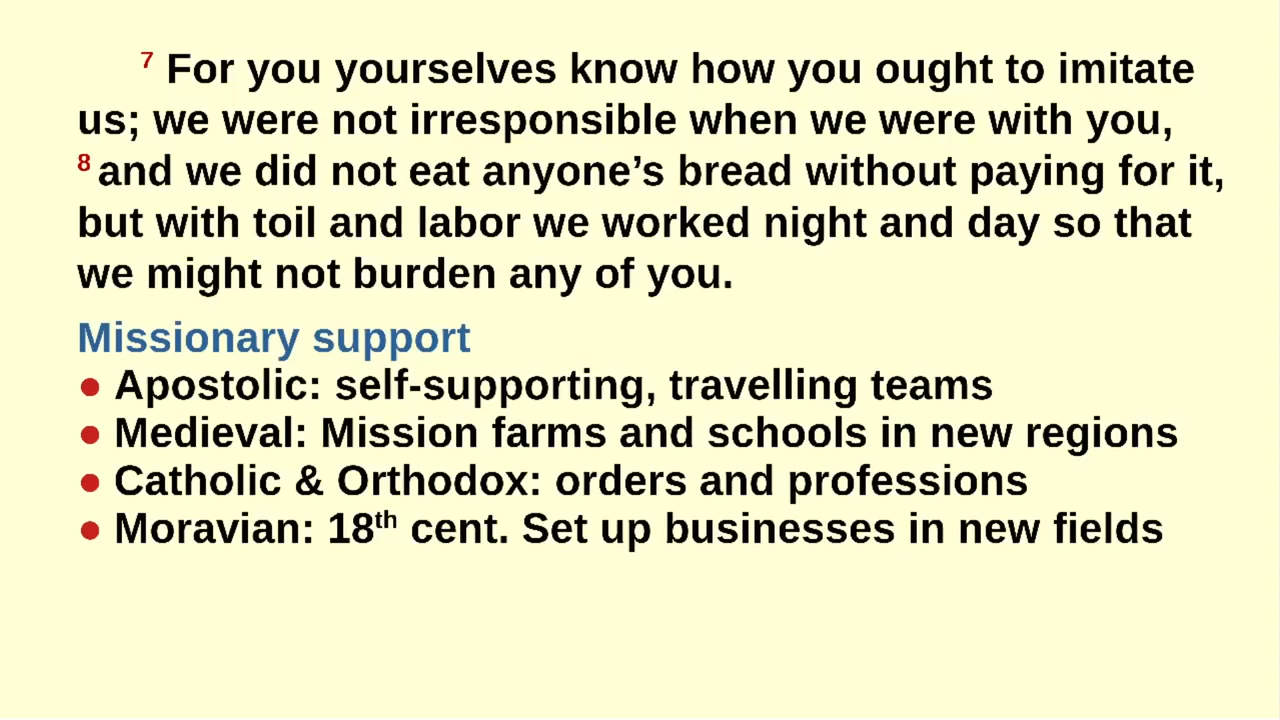 7 For you yourselves know how you ought to imitate
us; we were not irresponsible when we were with you,
8 and we did not eat anyone’s bread without paying for it,
but with toil and labor we worked night and day so that
we might not burden any of you.
Missionary support
● Apostolic: self-supporting, travelling teams
● Medieval: Mission farms and schools in new regions
● Catholic & Orthodox: orders and professions
● Moravian: 18th cent. Set up businesses in new fields